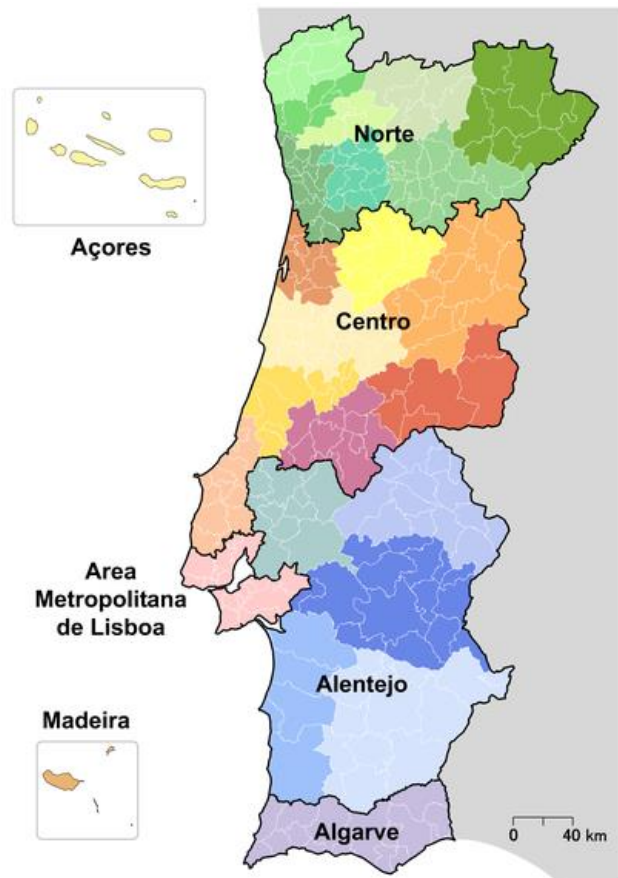 Norte
Açores
Centro
Area
Metropolitana
de Lisboa
Alentejo
Madeira
Algarve
0 40 km